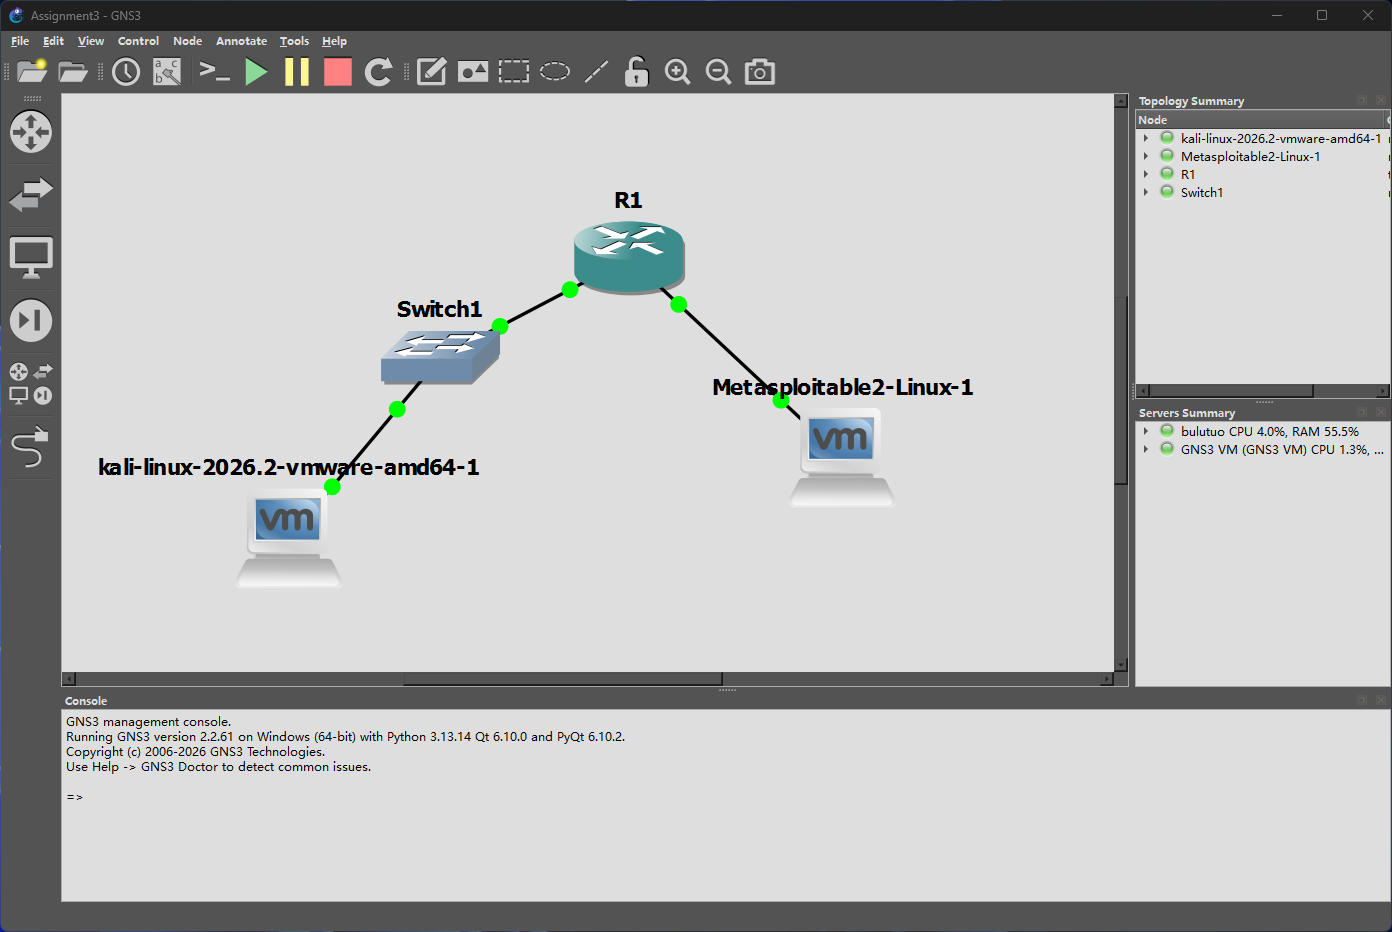 Assignment3 - GNS3
File Edit View Control Node Annotate Tools Help
a c
b
R1
Switch1
Metasploitable2-Linux-1
vm
kali-linux-2026.2-vmware-amd64-1
vm
Topology Summary
Node
kali-linux-2026.2-vmware-amd64-1
Metasploitable2-Linux-1
R1
Switch1
Servers Summary
bulutuo CPU 4.0%, RAM 55.5%
GNS3 VM (GNS3 VM) CPU 1.3%, ...
Console
GNS3 management console.
Running GNS3 version 2.2.61 on Windows (64-bit) with Python 3.13.14 Qt 6.10.0 and PyQt 6.10.2.
Copyright (c) 2006-2026 GNS3 Technologies.
Use Help -> GNS3 Doctor to detect common issues.
=>